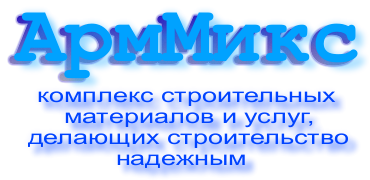 АрмМикс
комплекс строительных
материалов и услуг,
делающих строительство
надежным